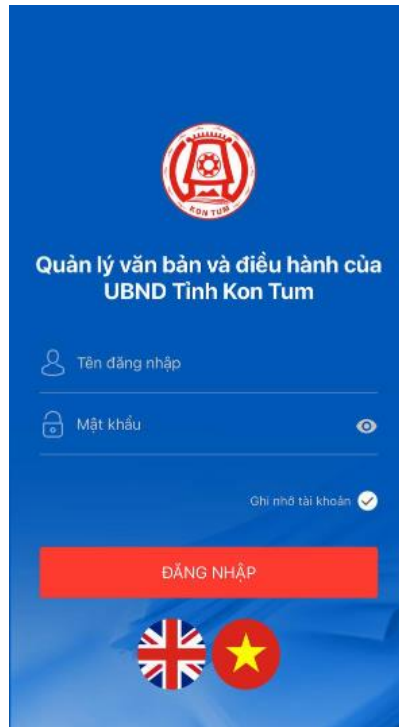 KON TUM
Quản lý văn bản và điều hành của
UBND Tỉnh Kon Tum
Tên đăng nhập
Mật khẩu
Ghi nhớ tài khoản
ĐĂNG NHẬP